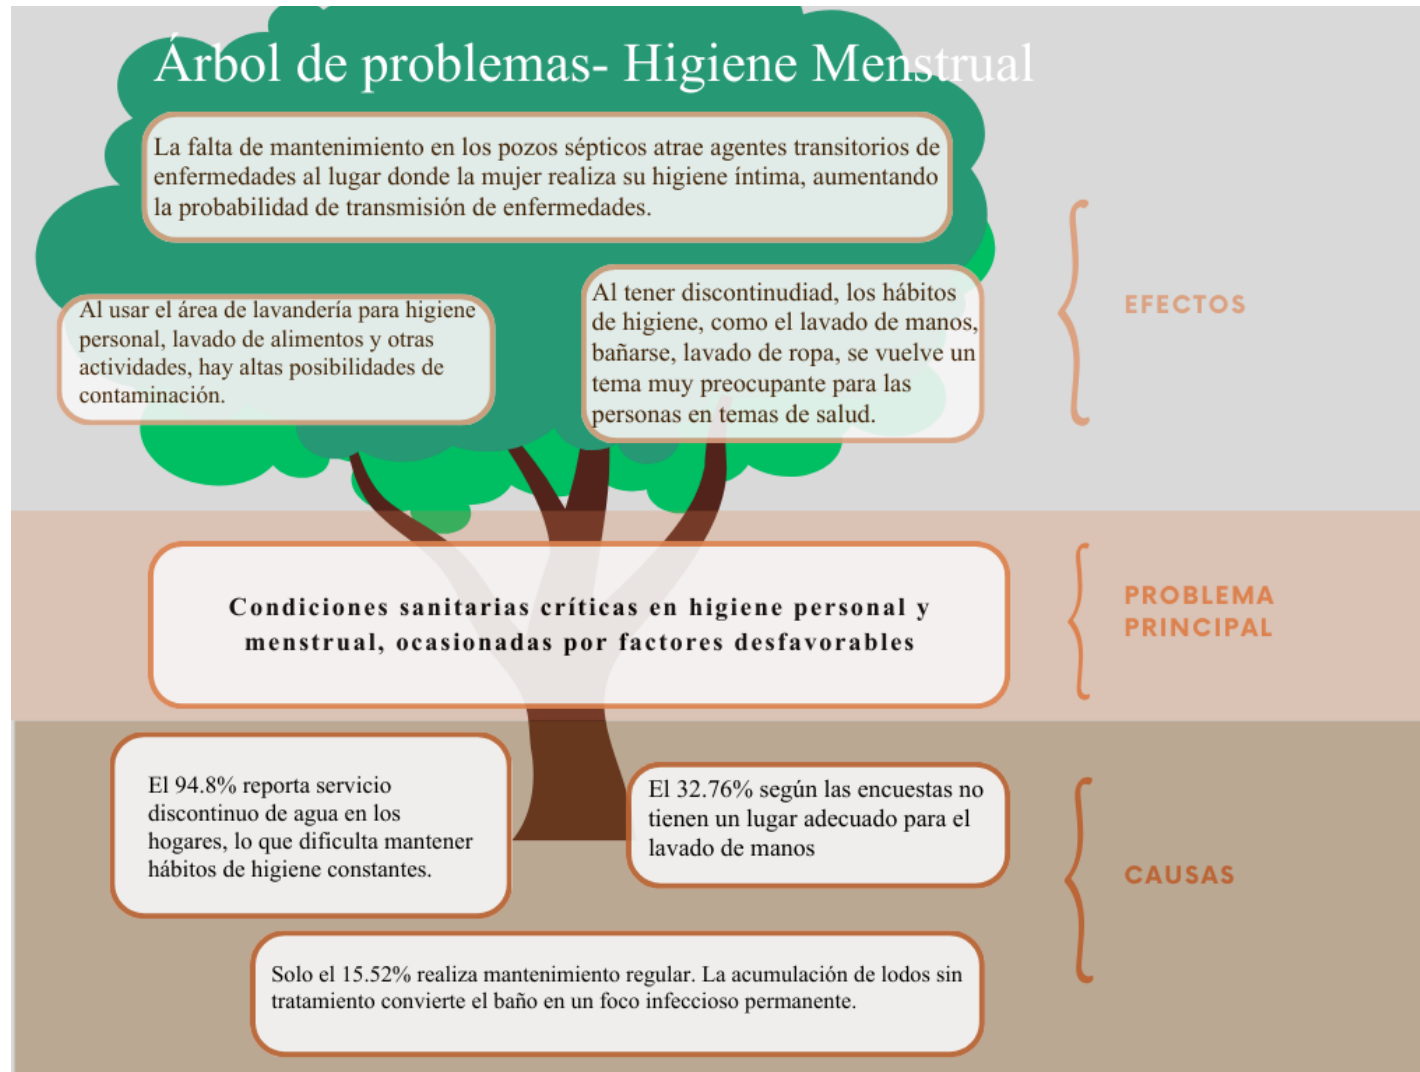 Árbol de problemas- Higiene Menstrual
La falta de mantenimiento en los pozos sépticos atrae agentes transitorios de
enfermedades al lugar donde la mujer realiza su higiene íntima, aumentando
la probabilidad de transmisión de enfermedades.
Al usar el área de lavandería para higiene
personal, lavado de alimentos y otras
actividades, hay altas posibilidades de
contaminación.
Al tener discontinudiad, los hábitos
de higiene, como el lavado de manos,
bañarse, lavado de ropa, se vuelve un
tema muy preocupante para las
personas en temas de salud.
EFECTOS
Condiciones sanitarias críticas en higiene personal y
menstrual, ocasionadas por factores desfavorables
PROBLEMA
PRINCIPAL
El 94.8% reporta servicio
discontinuo de agua en los
hogares, lo que dificulta mantener
hábitos de higiene constantes.
El 32.76% según las encuestas no
tienen un lugar adecuado para el
lavado de manos
CAUSAS
Solo el 15.52% realiza mantenimiento regular. La acumulación de lodos sin
tratamiento convierte el baño en un foco infeccioso permanente.